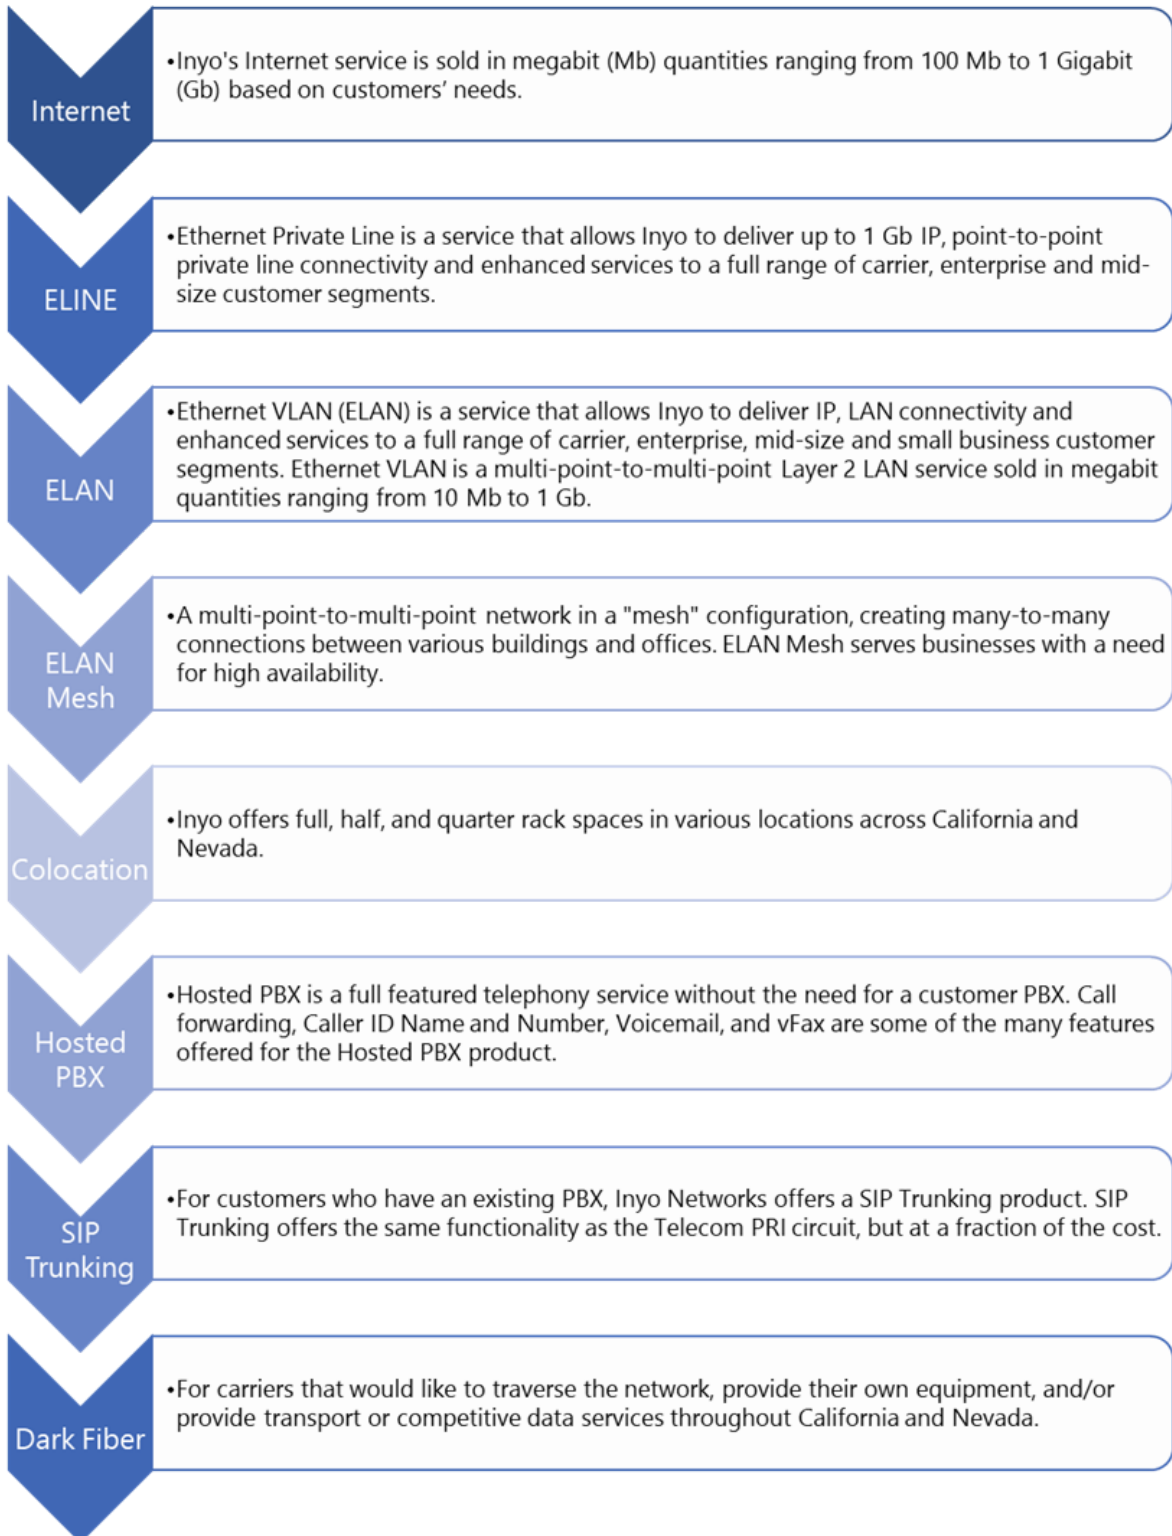 Internet
•Inyo's Internet service is sold in megabit (Mb) quantities ranging from 100 Mb to 1 Gigabit
(Gb) based on customers’ needs.
ELINE
•Ethernet Private Line is a service that allows Inyo to deliver up to 1 Gb IP, point-to-point
private line connectivity and enhanced services to a full range of carrier, enterprise and mid-
size customer segments.
ELAN
•Ethernet VLAN (ELAN) is a service that allows Inyo to deliver IP, LAN connectivity and
enhanced services to a full range of carrier, enterprise, mid-size and small business customer
segments. Ethernet VLAN is a multi-point-to-multi-point Layer 2 LAN service sold in megabit
quantities ranging from 10 Mb to 1 Gb.
ELAN
Mesh
•A multi-point-to-multi-point network in a "mesh" configuration, creating many-to-many
connections between various buildings and offices. ELAN Mesh serves businesses with a need
for high availability.
Colocation
•Inyo offers full, half, and quarter rack spaces in various locations across California and
Nevada.
Hosted
PBX
•Hosted PBX is a full featured telephony service without the need for a customer PBX. Call
forwarding, Caller ID Name and Number, Voicemail, and vFax are some of the many features
offered for the Hosted PBX product.
SIP
Trunking
•For customers who have an existing PBX, Inyo Networks offers a SIP Trunking product. SIP
Trunking offers the same functionality as the Telecom PRI circuit, but at a fraction of the cost.
Dark Fiber
•For carriers that would like to traverse the network, provide their own equipment, and/or
provide transport or competitive data services throughout California and Nevada.